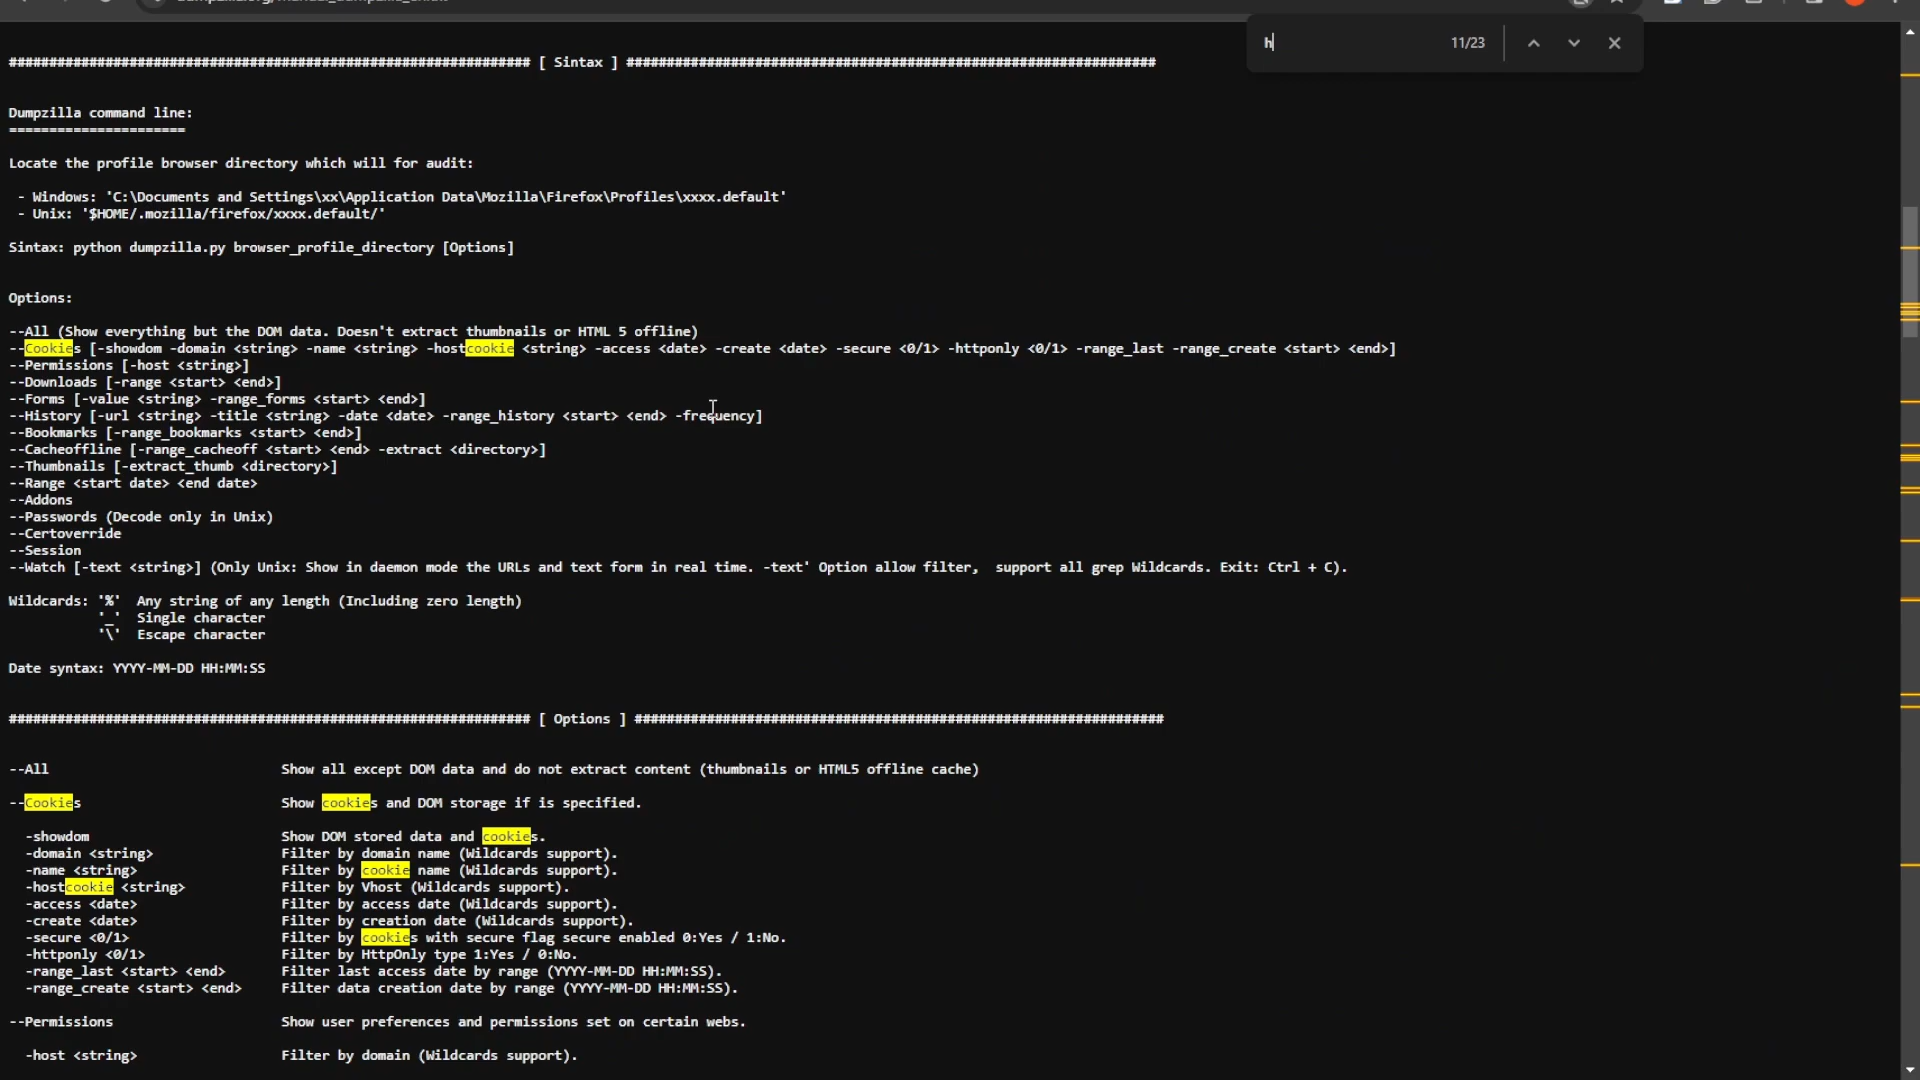 h 11/23
################################################################# [ Sintax ] ##################################################################
Dumpzilla command line:
======================
Locate the profile browser directory which will for audit:
- Windows: 'C:\Documents and Settings\xx\Application Data\Mozilla\Firefox\Profiles\xxxx.default'
- Unix: '$HOME/.mozilla/firefox/xxxx.default/'
Sintax: python dumpzilla.py browser_profile_directory [Options]
Options:
--All (Show everything but the DOM data. Doesn't extract thumbnails or HTML 5 offline)
--Cookies [-showdom -domain <string> -name <string> -hostcookie <string> -access <date> -create <date> -secure <0/1> -httponly <0/1> -range_last -range_create <start> <end>]
--Permissions [-host <string>]
--Downloads [-range <start> <end>]
--Forms [-value <string> -range_forms <start> <end>]
--History [-url <string> -title <string> -date <date> -range_history <start> <end> -frequency]
--Bookmarks [-range_bookmarks <start> <end>]
--Cacheoffline [-range_cacheoff <start> <end> -extract <directory>]
--Thumbnails [-extract_thumb <directory>]
--Range <start date> <end date>
--Addons
--Passwords (Decode only in Unix)
--Certoverride
--Session
--Watch [-text <string>] (Only Unix: Show in daemon mode the URLs and text form in real time. -text' Option allow filter,  support all grep Wildcards. Exit: Ctrl + C).
Wildcards: '%'  Any string of any length (Including zero length)
'_'  Single character
'\'  Escape character
Date syntax: YYYY-MM-DD HH:MM:SS
################################################################# [ Options ] ##################################################################
--All Show all except DOM data and do not extract content (thumbnails or HTML5 offline cache)
--Cookies Show cookies and DOM storage if is specified.
-showdom Show DOM stored data and cookies.
-domain <string> Filter by domain name (Wildcards support).
-name <string> Filter by cookie name (Wildcards support).
-hostcookie <string> Filter by Vhost (Wildcards support).
-access <date> Filter by access date (Wildcards support).
-create <date> Filter by creation date (Wildcards support).
-secure <0/1> Filter by cookies with secure flag secure enabled 0:Yes / 1:No.
-httponly <0/1> Filter by HttpOnly type 1:Yes / 0:No.
-range_last <start> <end> Filter last access date by range (YYYY-MM-DD HH:MM:SS).
-range_create <start> <end> Filter data creation date by range (YYYY-MM-DD HH:MM:SS).
--Permissions Show user preferences and permissions set on certain webs.
-host <string> Filter by domain (Wildcards support).